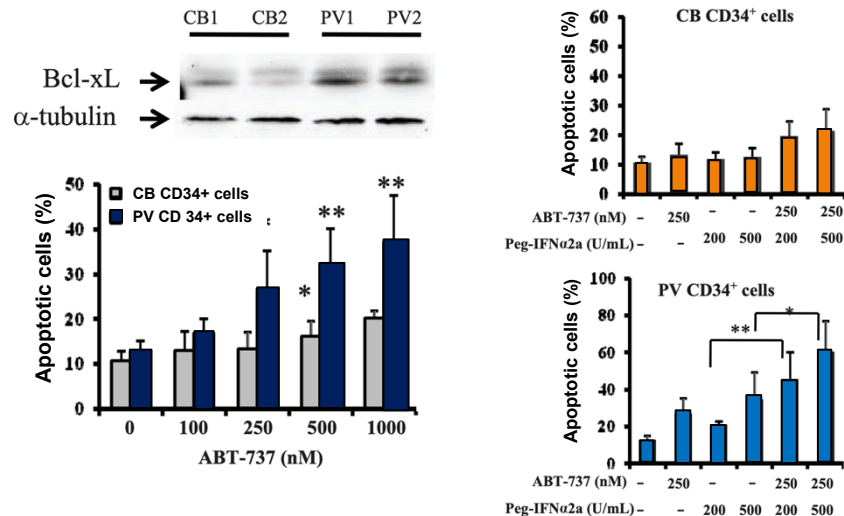 CB1 CB2 PV1 PV2
Bcl-xL
α-tubulin
Apoptotic cells (%)
50
40
30
20
10
0
CB CD34+ cells
PV CD 34+ cells
*
**
**
0 100 250 500 1000
ABT-737 (nM)
CB CD34⁺ cells
Apoptotic cells (%)
60
50
40
30
20
10
0
ABT-737 (nM) – 250 – – 250 250
Peg-IFNα2a (U/mL) – – 200 500 200 500
PV CD34⁺ cells
Apoptotic cells (%)
100
80
60
40
20
0
**
*
ABT-737 (nM) – 250 – – 250 250
Peg-IFNα2a (U/mL) – – 200 500 200 500